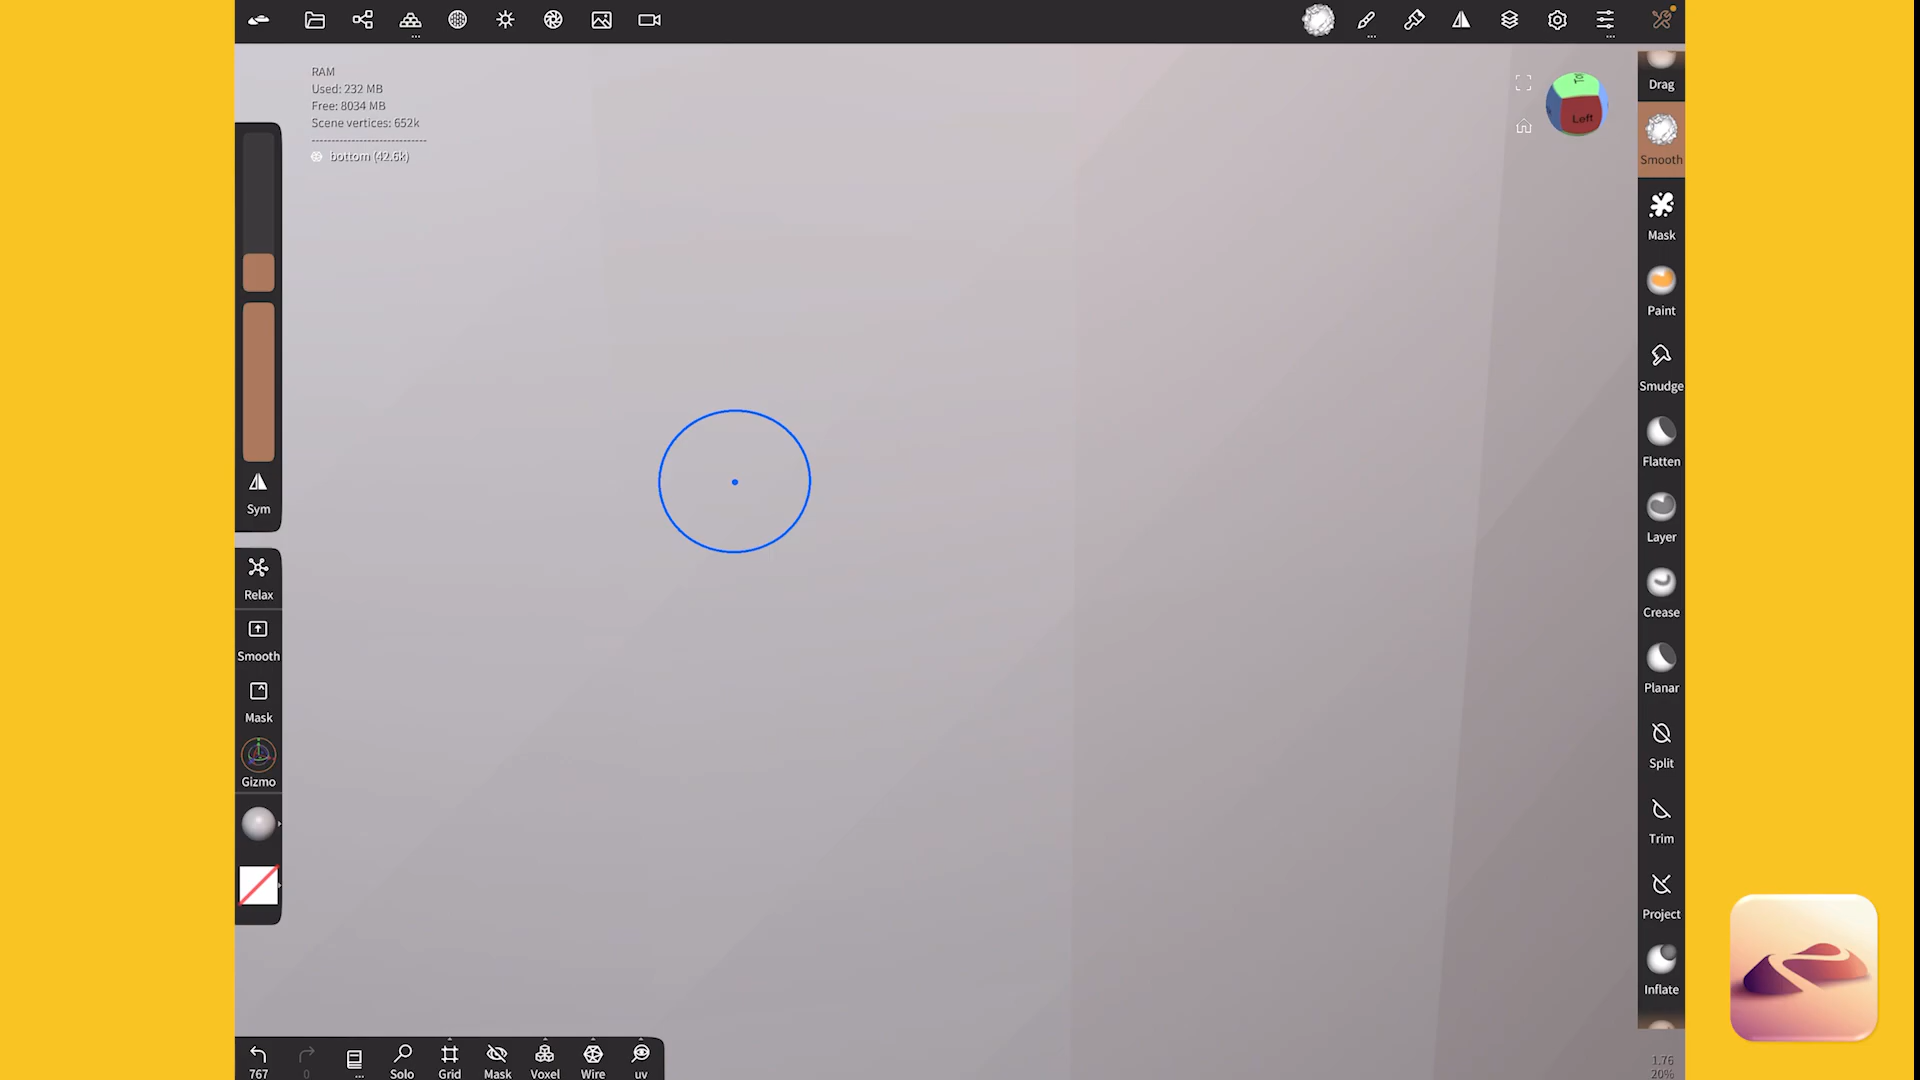 RAM
Used: 232 MB
Free: 8034 MB
Scene vertices: 652k
bottom (42.6k)
Left
Sym
Relax
Smooth
Mask
Gizmo
Drag
Smooth
Mask
Paint
Smudge
Flatten
Layer
Crease
Planar
Split
Trim
Project
Inflate
767
0
Solo
Grid
Mask
Voxel
Wire
uv
1.76
20%